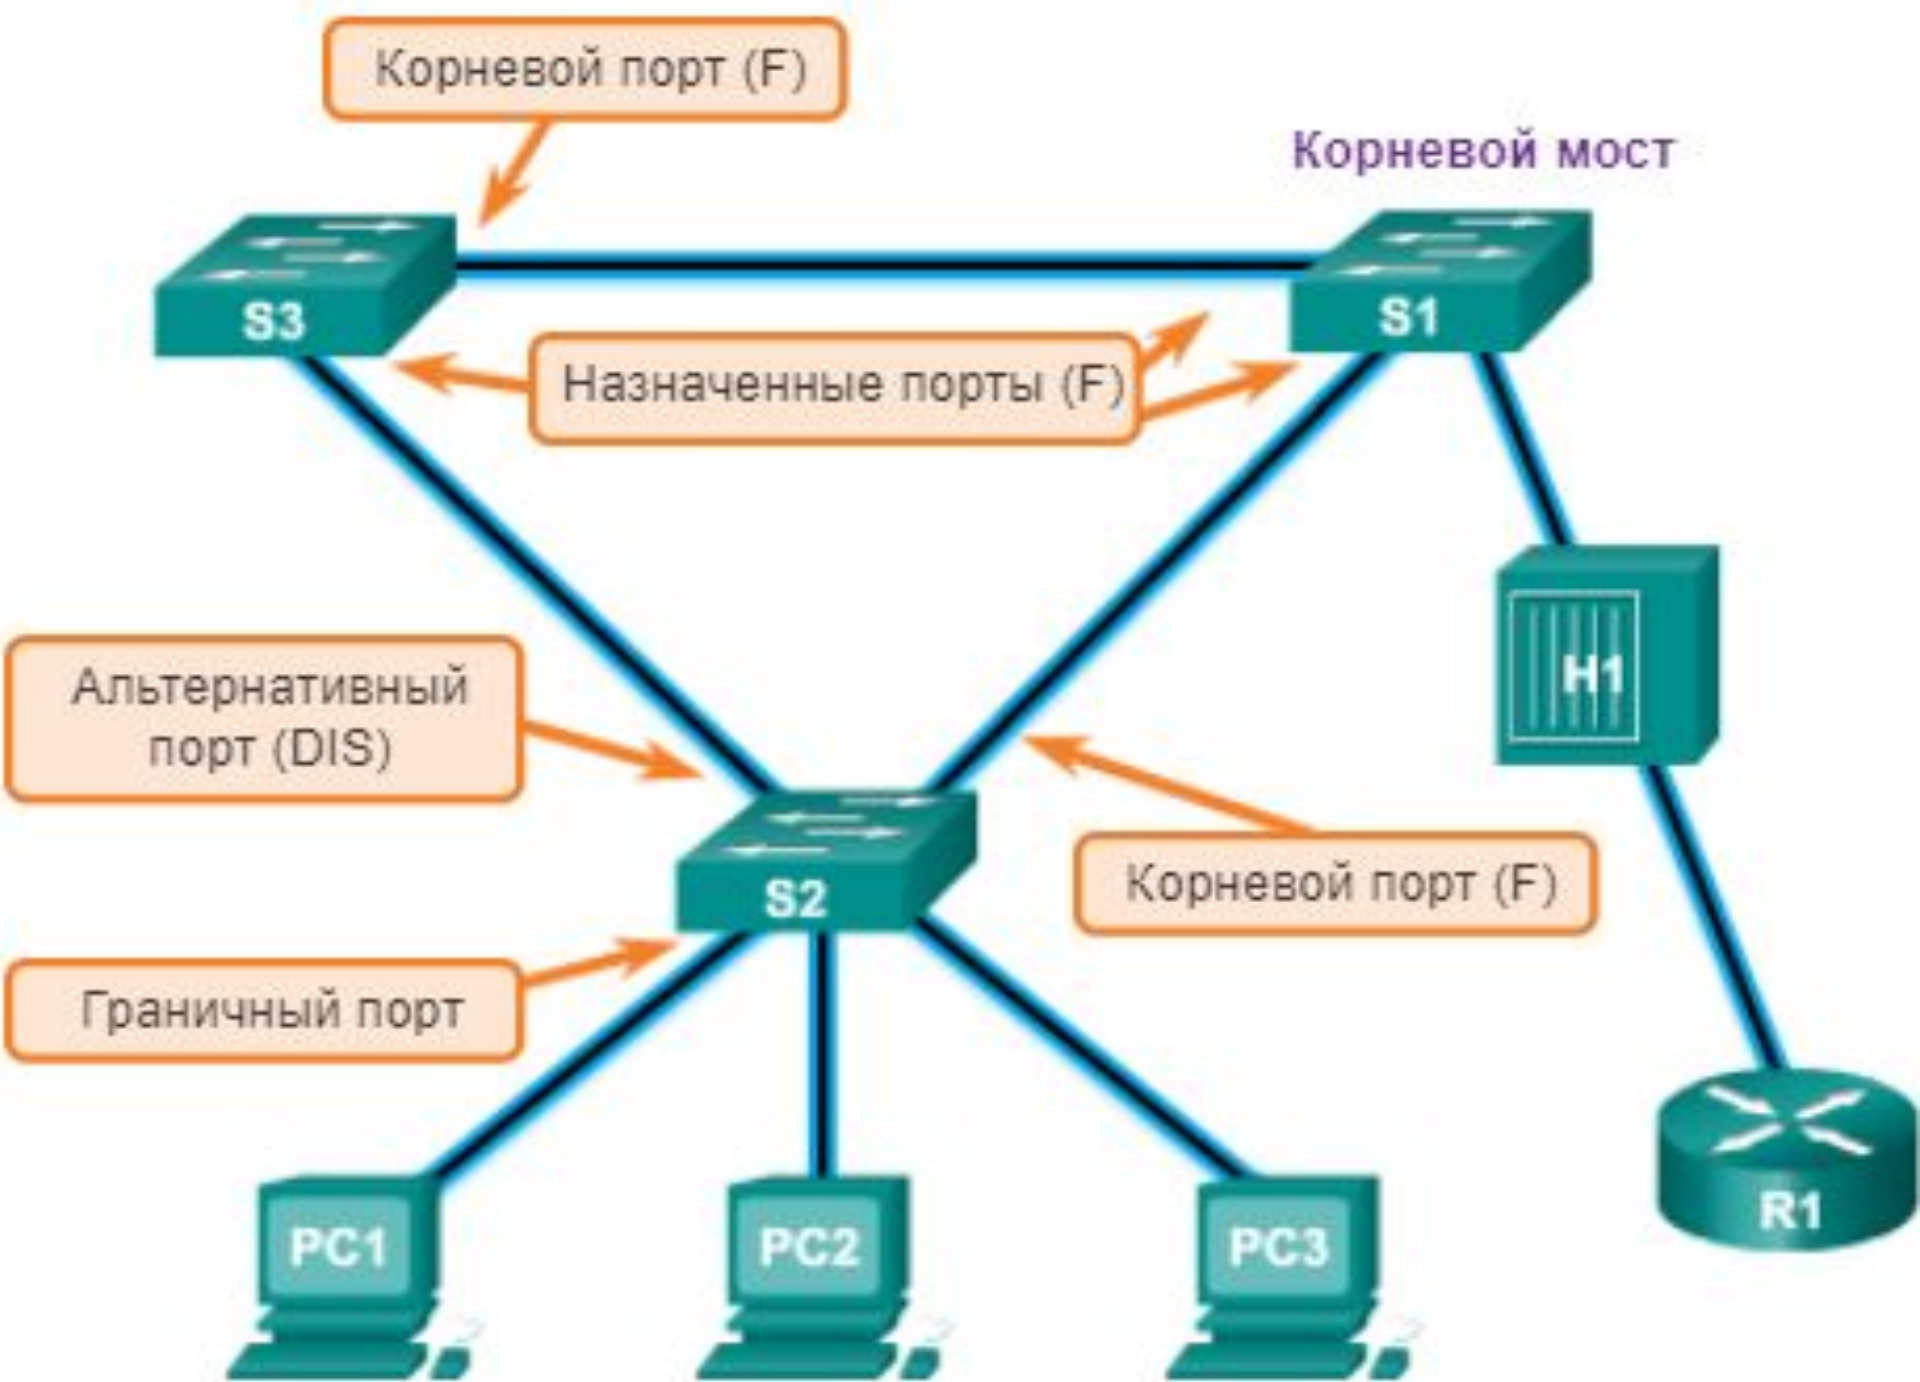 Корневой порт (F)
Корневой мост
S3
S1
Назначенные порты (F)
H1
Альтернативный
порт (DIS)
S2
Корневой порт (F)
Граничный порт
R1
PC1
PC2
PC3